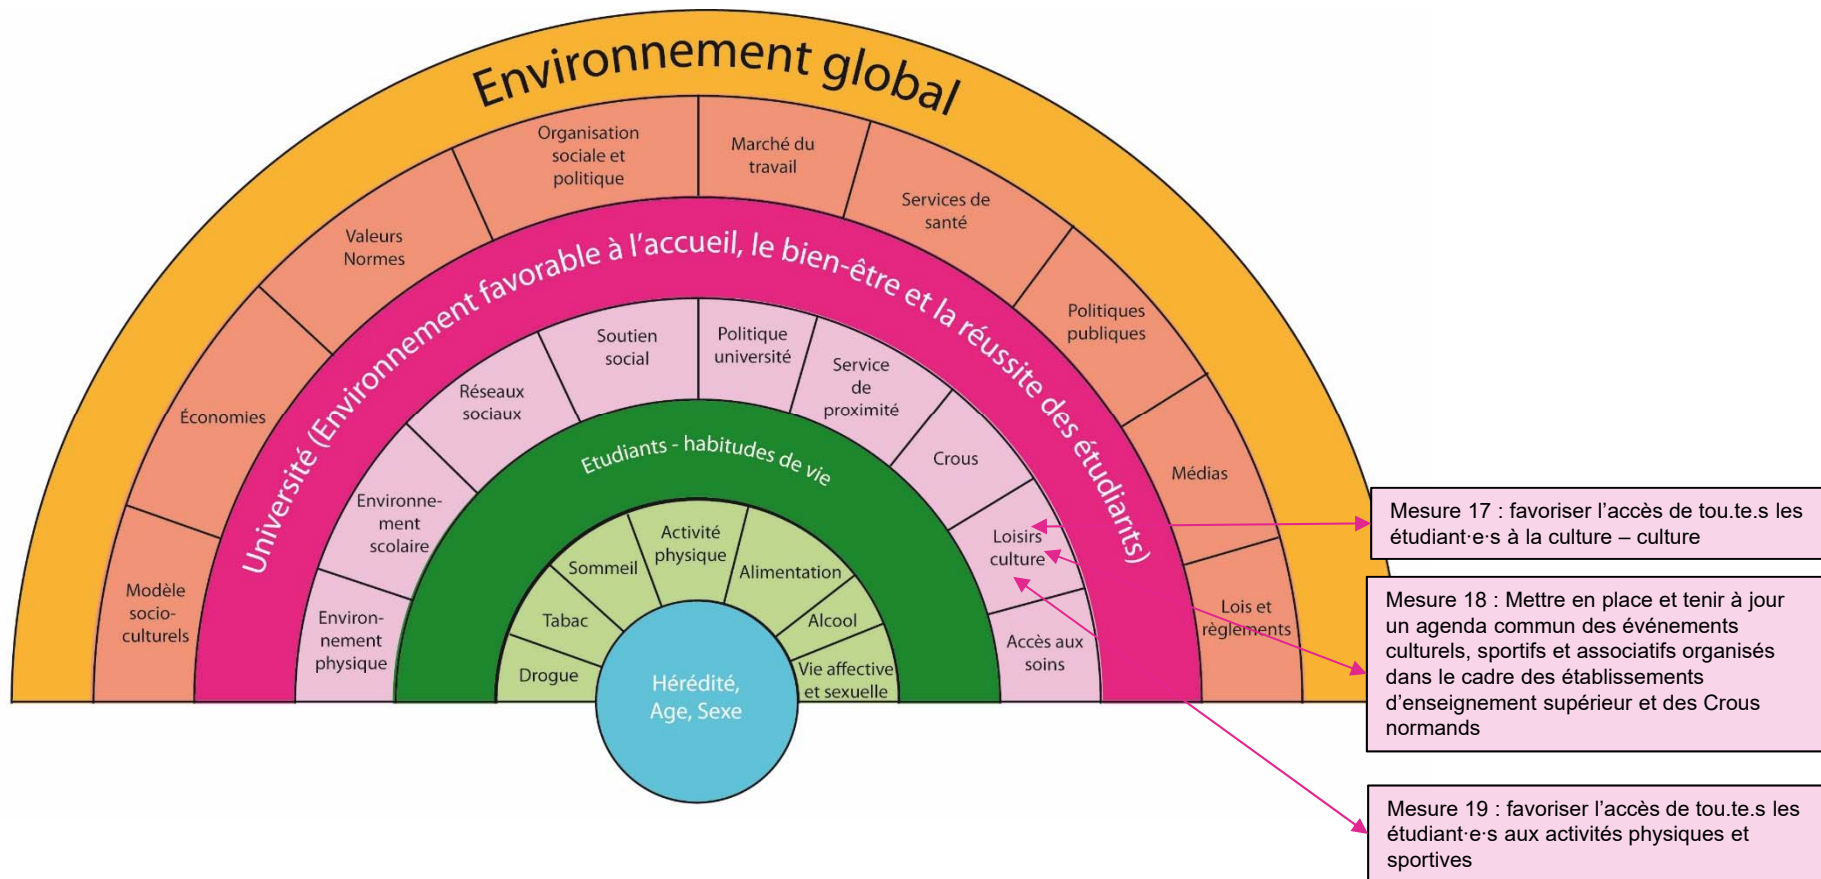 Environnement global
Organisation
sociale et
politique
Marché du
travail
Services de
santé
Valeurs
Normes
Politiques
publiques
Économies
Médias
Modèle
socio-
culturels
Lois et
règlements
Université (Environnement favorable à l’accueil, le bien-être et la réussite des étudiants)
Soutien
social
Politique
université
Service
de
proximité
Réseaux
sociaux
Crous
Environne-
ment
scolaire
Loisirs
culture
Environ-
nement
physique
Accès aux
soins
Etudiants - habitudes de vie
Activité
physique
Sommeil
Alimentation
Tabac
Alcool
Drogue
Vie affective
et sexuelle
Hérédité,
Age, Sexe
Mesure 17 : favoriser l’accès de tou.te.s les
étudiant·e·s à la culture – culture
Mesure 18 : Mettre en place et tenir à jour
un agenda commun des événements
culturels, sportifs et associatifs organisés
dans le cadre des établissements
d’enseignement supérieur et des Crous
normands
Mesure 19 : favoriser l’accès de tou.te.s les
étudiant·e·s aux activités physiques et
sportives